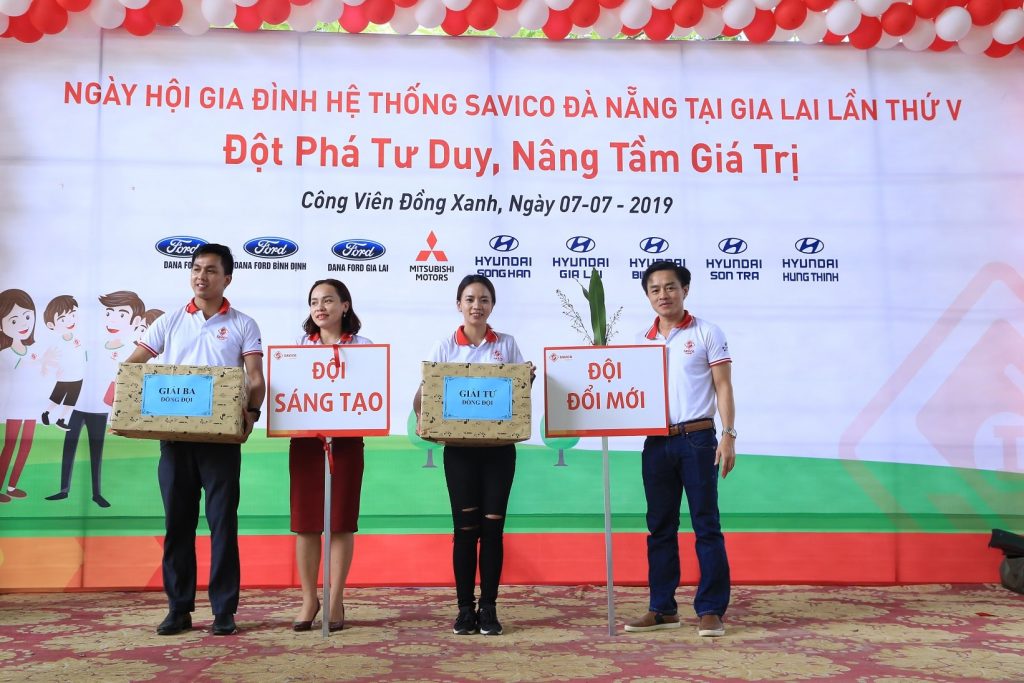 NGÀY HỘI GIA ĐÌNH HỆ THỐNG SAVICO ĐÀ NẴNG TẠI GIA LAI LẦN THỨ V
Đột Phá Tư Duy, Nâng Tầm Giá Trị
Công Viên Đồng Xanh, Ngày 07-07 - 2019
Ford
DANA FORD
Ford
DANA FORD BÌNH ĐỊNH
Ford
DANA FORD GIA LAI
MITSUBISHI
MOTORS
HYUNDAI
SONG HAN
HYUNDAI
GIA LAI
HYUNDAI
HYUNDAI
SON TRA
HYUNDAI
HUNG THINH
GIẢI BA
ĐỒNG ĐỘI
SAVICO
ĐỘI
SÁNG TẠO
GIẢI TƯ
ĐỒNG ĐỘI
SAVICO
ĐỘI
ĐỔI MỚI
SAVICO